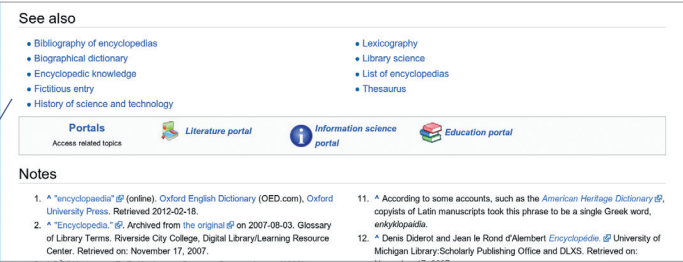 See also
Bibliography of encyclopedias
Biographical dictionary
Encyclopedic knowledge
Fictitious entry
History of science and technology
Lexicography
Library science
List of encyclopedias
Thesaurus
Portals
Access related topics
Literature portal
Information science
portal
Education portal
Notes
1. ^ "encyclopaedia" (online). Oxford English Dictionary (OED.com), Oxford
University Press. Retrieved 2012-02-18.
2. ^ "Encyclopedia." Archived from the original on 2007-08-03. Glossary
of Library Terms. Riverside City College, Digital Library/Learning Resource
Center. Retrieved on: November 17, 2007.
11. ^ According to some accounts, such as the American Heritage Dictionary,
copyists of Latin manuscripts took this phrase to be a single Greek word,
enkyklopaidia.
12. ^ Denis Diderot and Jean le Rond d'Alembert Encyclopédie. University of
Michigan Library:Scholarly Publishing Office and DLXS. Retrieved on: